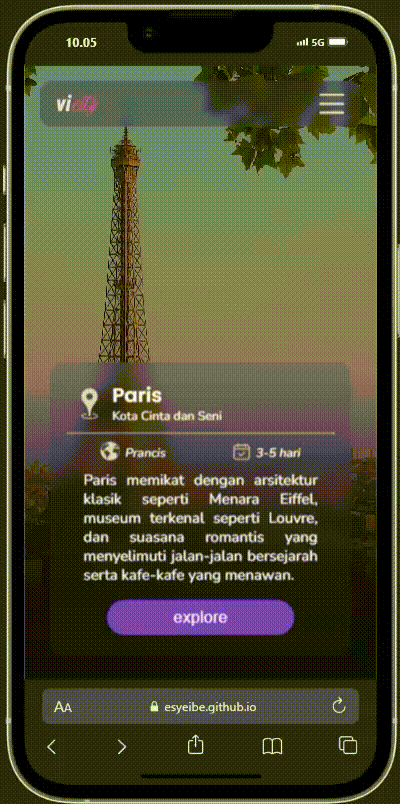 10.05
5G
vicity
Paris
Kota Cinta dan Seni
Prancis
3-5 hari
Paris memikat dengan arsitektur
klasik seperti Menara Eiffel,
museum terkenal seperti Louvre,
dan suasana romantis yang
menyelimuti jalan-jalan bersejarah
serta kafe-kafe yang menawan.
explore
AA
esyeibe.github.io